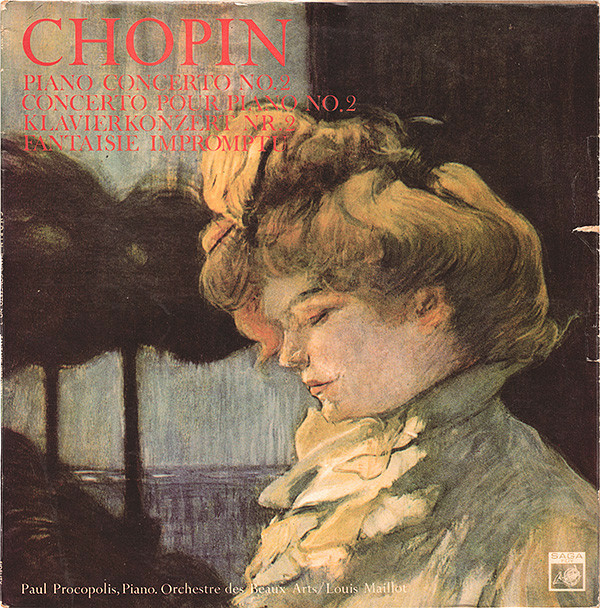 CHOPIN
PIANO CONCERTO NO.2
CONCERTO POUR PIANO NO.2
KLAVIERKONZERT NR.2
FANTAISIE IMPROMPTU
SAGA
Paul Procopolis, Piano. Orchestre des Beaux Arts/Louis Maillot